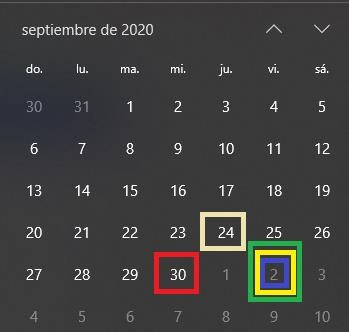 septiembre de 2020
do. lu. ma. mi. ju. vi. sá.
30 31 1 2 3 4 5
6 7 8 9 10 11 12
13 14 15 16 17 18 19
20 21 22 23 24 25 26
27 28 29 30 1 2 3
4 5 6 7 8 9 10